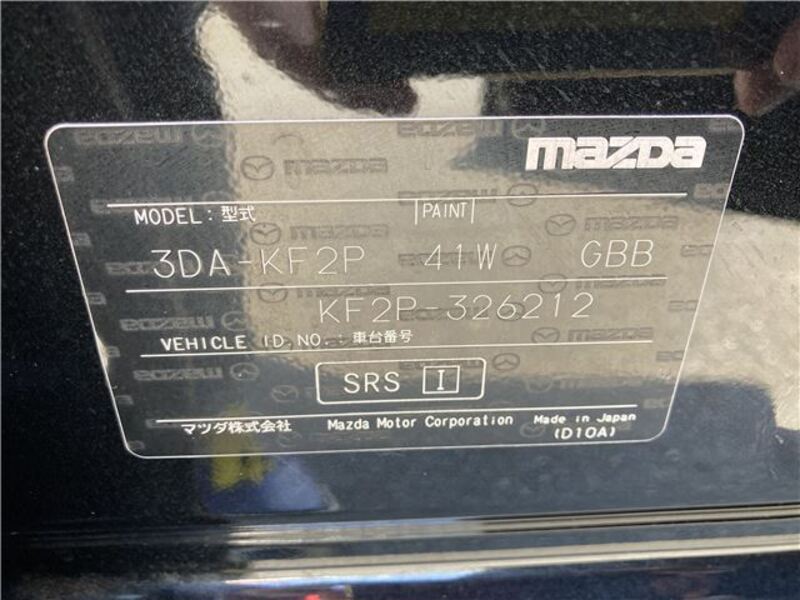 mazda
MODEL: 型式 PAINT
3DA-KF2P 41W GBB
KF2P-326212
VEHICLE ID.NO.: 車台番号
SRS I
マツダ株式会社 Mazda Motor Corporation Made in Japan
(D10A)